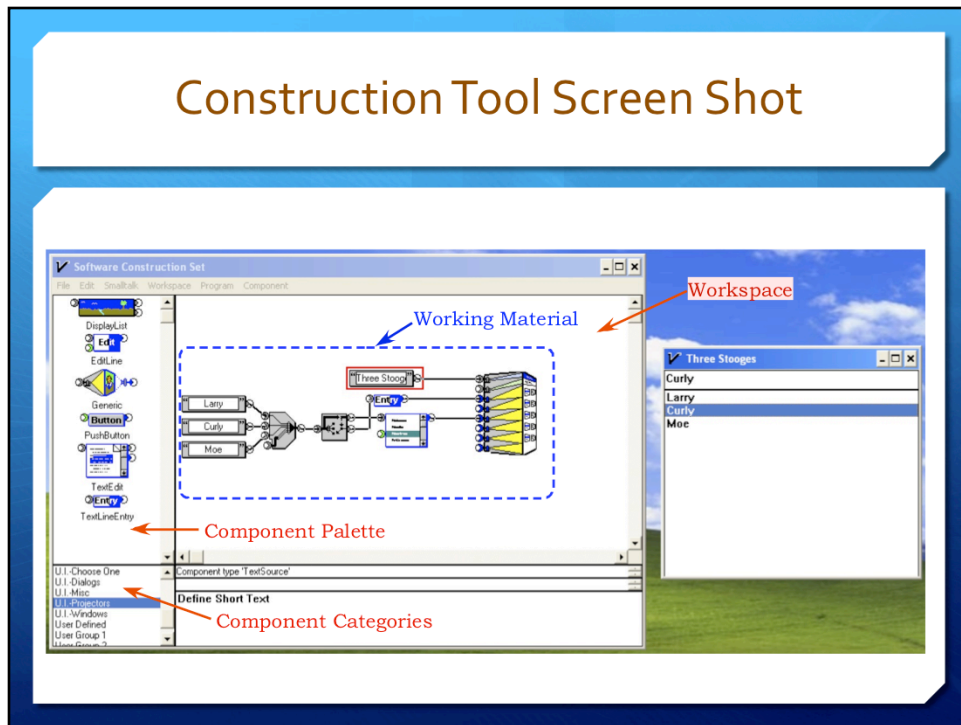 Construction Tool Screen Shot
Software Construction Set
File Edit Smalltalk Workspace Program Component
DisplayList
Edit
EditLine
Generic
Button
PushButton
TextEdit
Entry
TextLineEntry
Component Palette
U.I.-Choose One
U.I.-Dialogs
U.I.-Misc
U.I.-Projectors
U.I.-Windows
User Defined
User Group 1
User Group 2
Component Categories
Workspace
Working Material
Three Stoog
Entry
Larry
Curly
Moe
Component type 'TextSource'
Define Short Text
Three Stooges
Curly
Larry
Curly
Moe